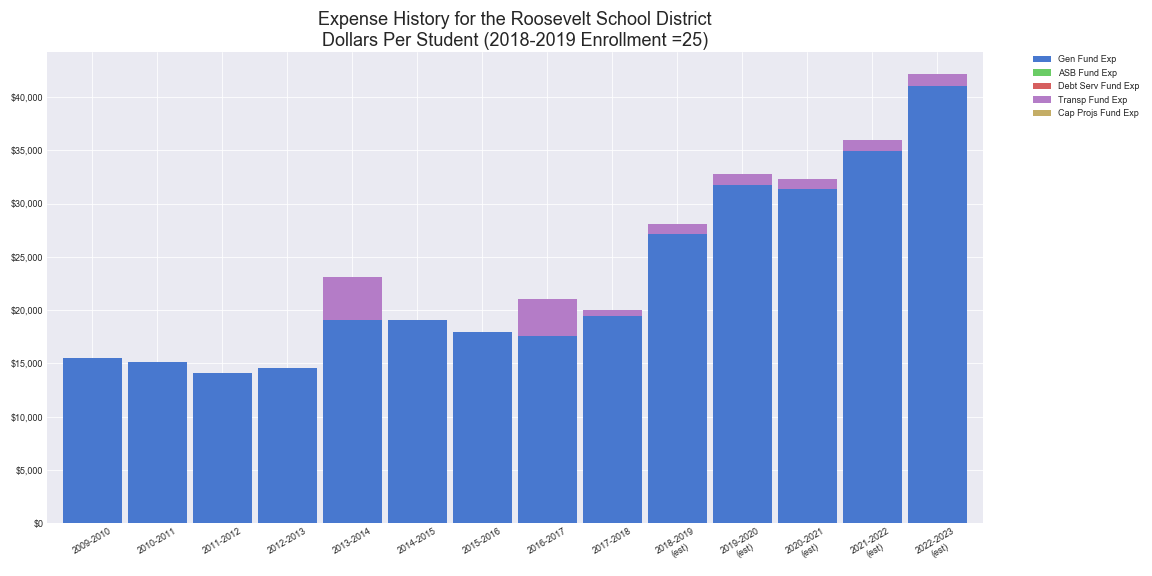 Expense History for the Roosevelt School District
Dollars Per Student (2018-2019 Enrollment =25)
Gen Fund Exp
ASB Fund Exp
Debt Serv Fund Exp
Transp Fund Exp
Cap Projs Fund Exp
$40,000
$35,000
$30,000
$25,000
$20,000
$15,000
$10,000
$5,000
$0
2009-2010
2010-2011
2011-2012
2012-2013
2013-2014
2014-2015
2015-2016
2016-2017
2017-2018
2018-2019
(est)
2019-2020
(est)
2020-2021
(est)
2021-2022
(est)
2022-2023
(est)